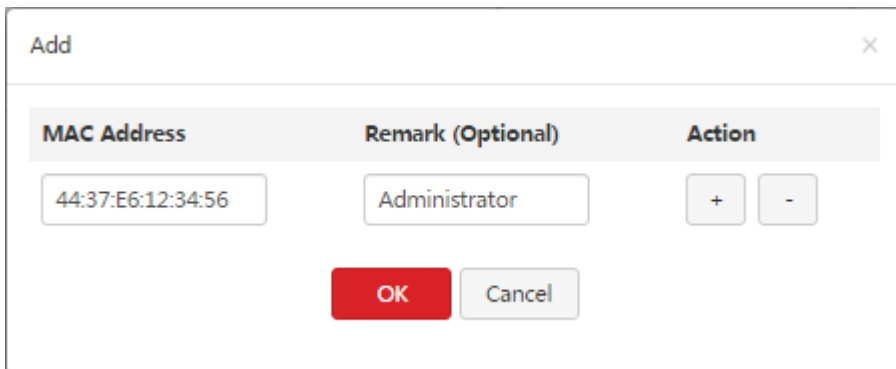 Add ×
MAC Address Remark (Optional) Action
44:37:E6:12:34:56 Administrator + -
OK Cancel